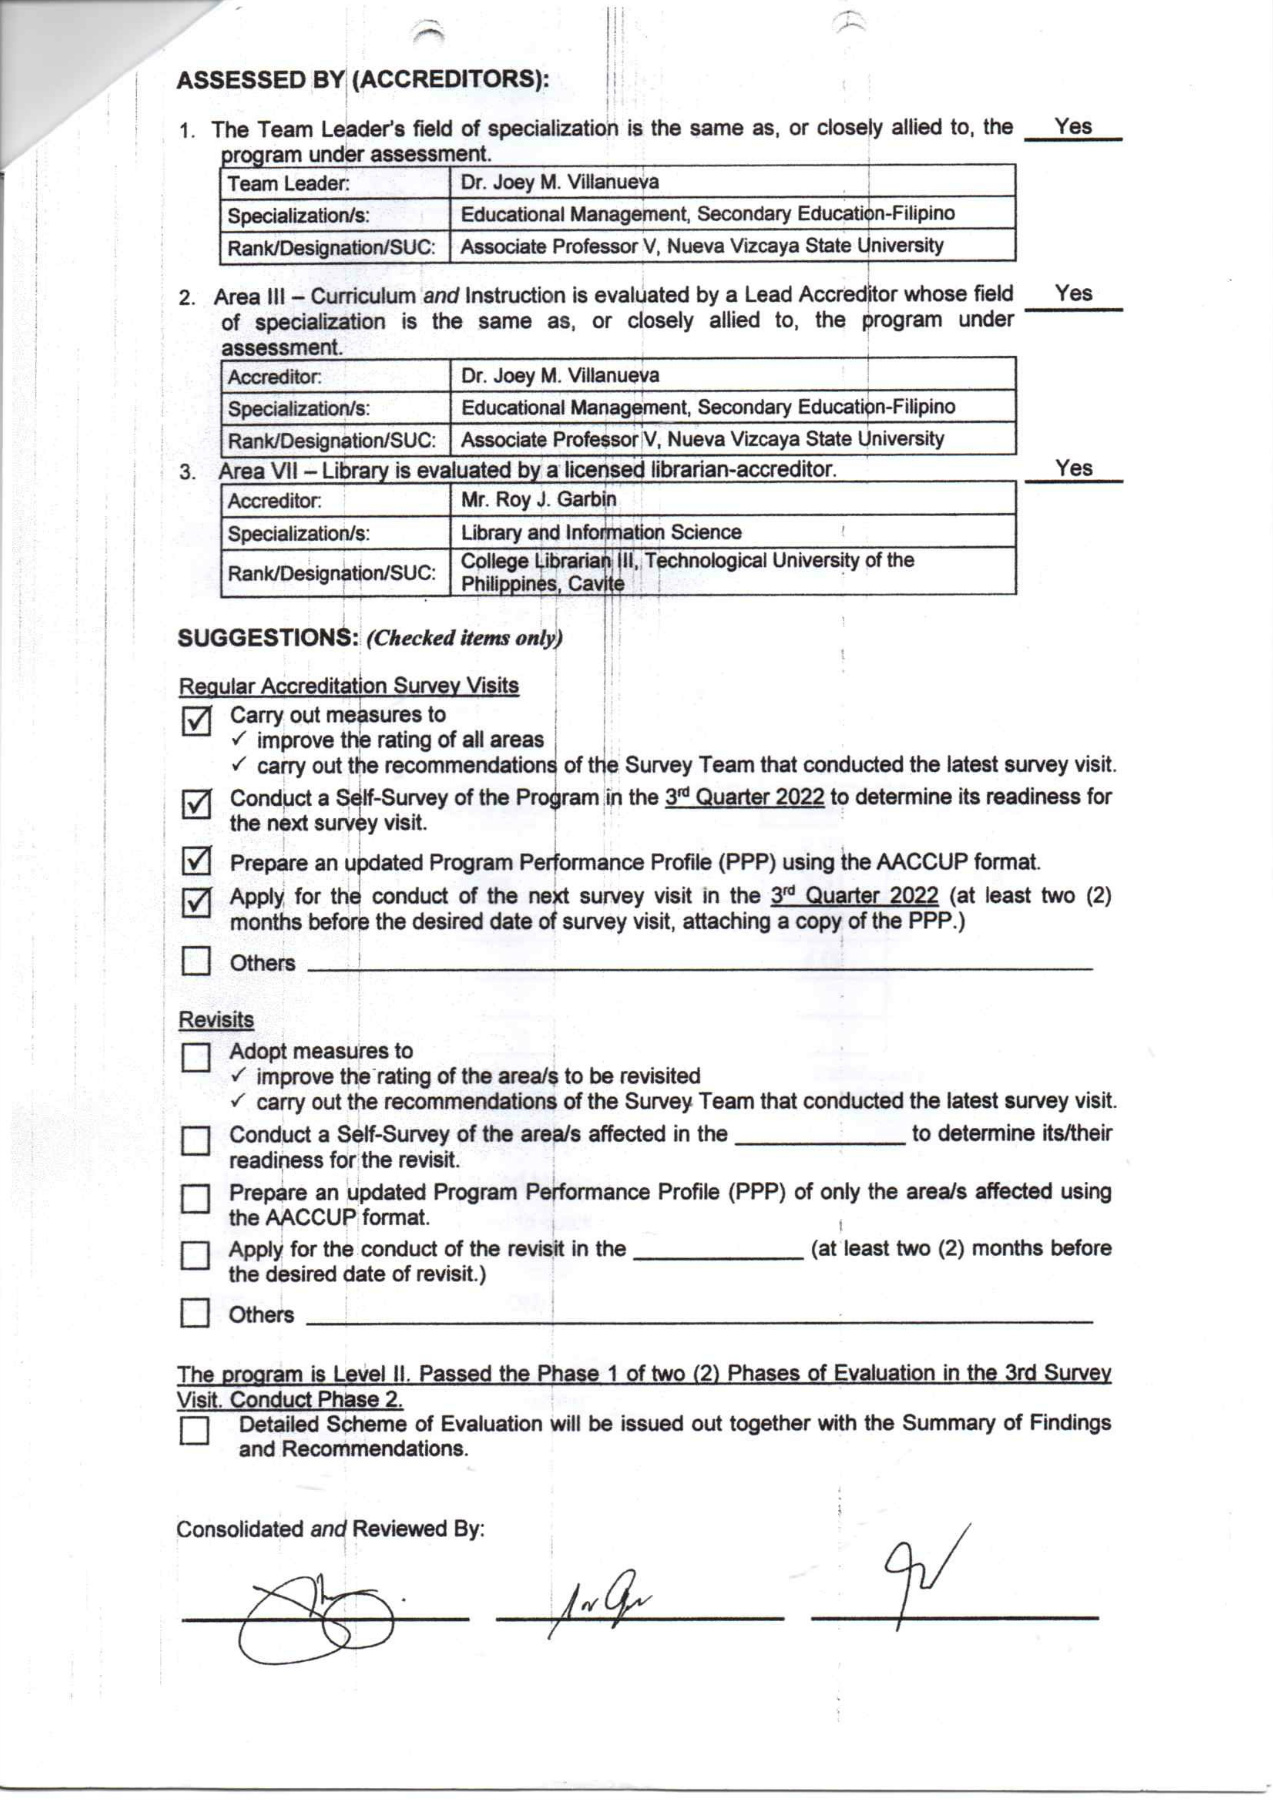 ASSESSED BY (ACCREDITORS):
1. The Team Leader's field of specialization is the same as, or closely allied to, the Yes
program under assessment.
Team Leader: Dr. Joey M. Villanueva
Specialization/s: Educational Management, Secondary Education-Filipino
Rank/Designation/SUC: Associate Professor V, Nueva Vizcaya State University
2. Area III – Curriculum and Instruction is evaluated by a Lead Accreditor whose field Yes
of specialization is the same as, or closely allied to, the program under
assessment.
Accreditor: Dr. Joey M. Villanueva
Specialization/s: Educational Management, Secondary Education-Filipino
Rank/Designation/SUC: Associate Professor V, Nueva Vizcaya State University
3. Area VII – Library is evaluated by a licensed librarian-accreditor. Yes
Accreditor: Mr. Roy J. Garbin
Specialization/s: Library and Information Science
Rank/Designation/SUC: College Librarian III, Technological University of the
Philippines, Cavite
SUGGESTIONS: (Checked items only)
Regular Accreditation Survey Visits
☑ Carry out measures to
✓ improve the rating of all areas
✓ carry out the recommendations of the Survey Team that conducted the latest survey visit.
☑ Conduct a Self-Survey of the Program in the 3rd Quarter 2022 to determine its readiness for
the next survey visit.
☑ Prepare an updated Program Performance Profile (PPP) using the AACCUP format.
☑ Apply for the conduct of the next survey visit in the 3rd Quarter 2022 (at least two (2)
months before the desired date of survey visit, attaching a copy of the PPP.)
☐ Others
Revisits
☐ Adopt measures to
✓ improve the rating of the area/s to be revisited
✓ carry out the recommendations of the Survey Team that conducted the latest survey visit.
☐ Conduct a Self-Survey of the area/s affected in the ____________ to determine its/their
readiness for the revisit.
☐ Prepare an updated Program Performance Profile (PPP) of only the area/s affected using
the AACCUP format.
☐ Apply for the conduct of the revisit in the ____________ (at least two (2) months before
the desired date of revisit.)
☐ Others
The program is Level II. Passed the Phase 1 of two (2) Phases of Evaluation in the 3rd Survey
Visit. Conduct Phase 2.
☐ Detailed Scheme of Evaluation will be issued out together with the Summary of Findings
and Recommendations.
Consolidated and Reviewed By: